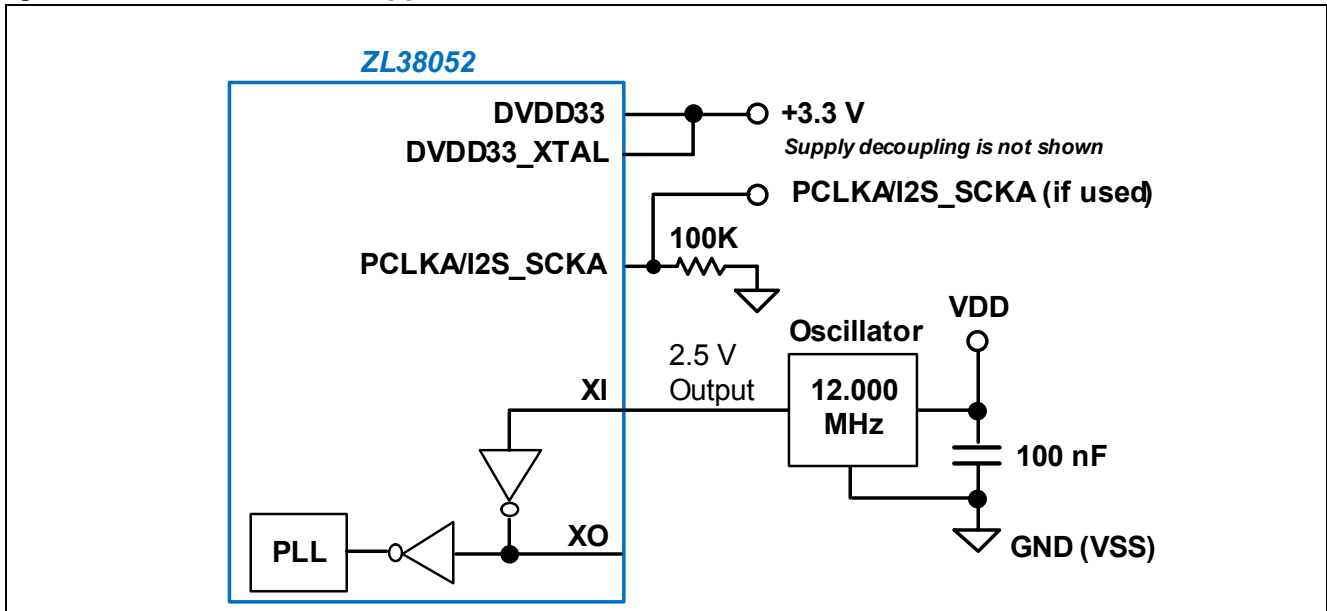 ZL38052
DVDD33
+3.3 V
DVDD33_XTAL
Supply decoupling is not shown
PCLKA/I2S_SCKA (if used)
100K
PCLKA/I2S_SCKA
VDD
Oscillator
2.5 V
Output
12.000
MHz
XI
100 nF
XO
PLL
GND (VSS)